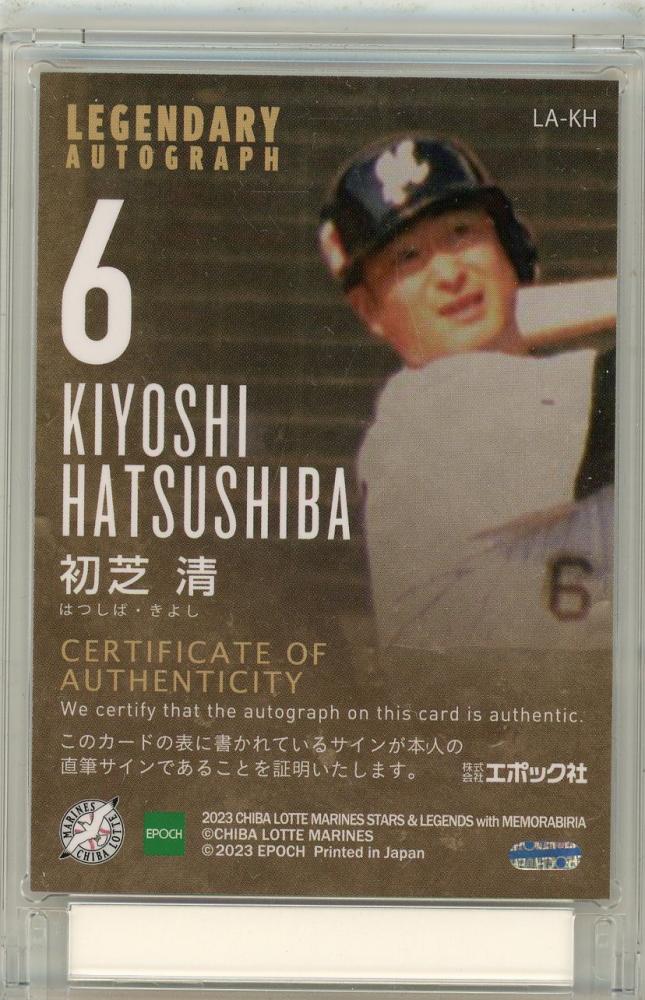 LEGENDARY
AUTOGRAPH
LA-KH
6
KIYOSHI
HATSUSHIBA
初芝 清
はつしば・きよし
CERTIFICATE OF
AUTHENTICITY
We certify that the autograph on this card is authentic.
このカードの表に書かれているサインが本人の
直筆サインであることを証明いたします。
株式会社エポック社
MARINES
CHIBA LOTTE
EPOCH
2023 CHIBA LOTTE MARINES STARS & LEGENDS with MEMORABIRIA
©CHIBA LOTTE MARINES
©2023 EPOCH Printed in Japan
6